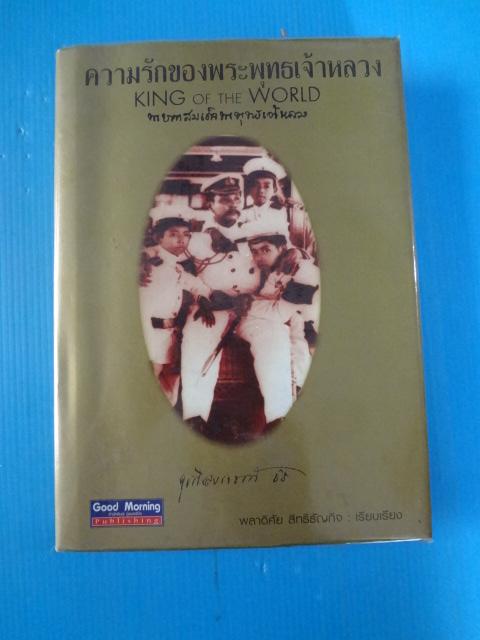 ความรักของพระพุทธเจ้าหลวง
KING OF THE WORLD
Good Morning
Publishing
พลาดิศัย สิทธิธัญกิจ : เรียบเรียง